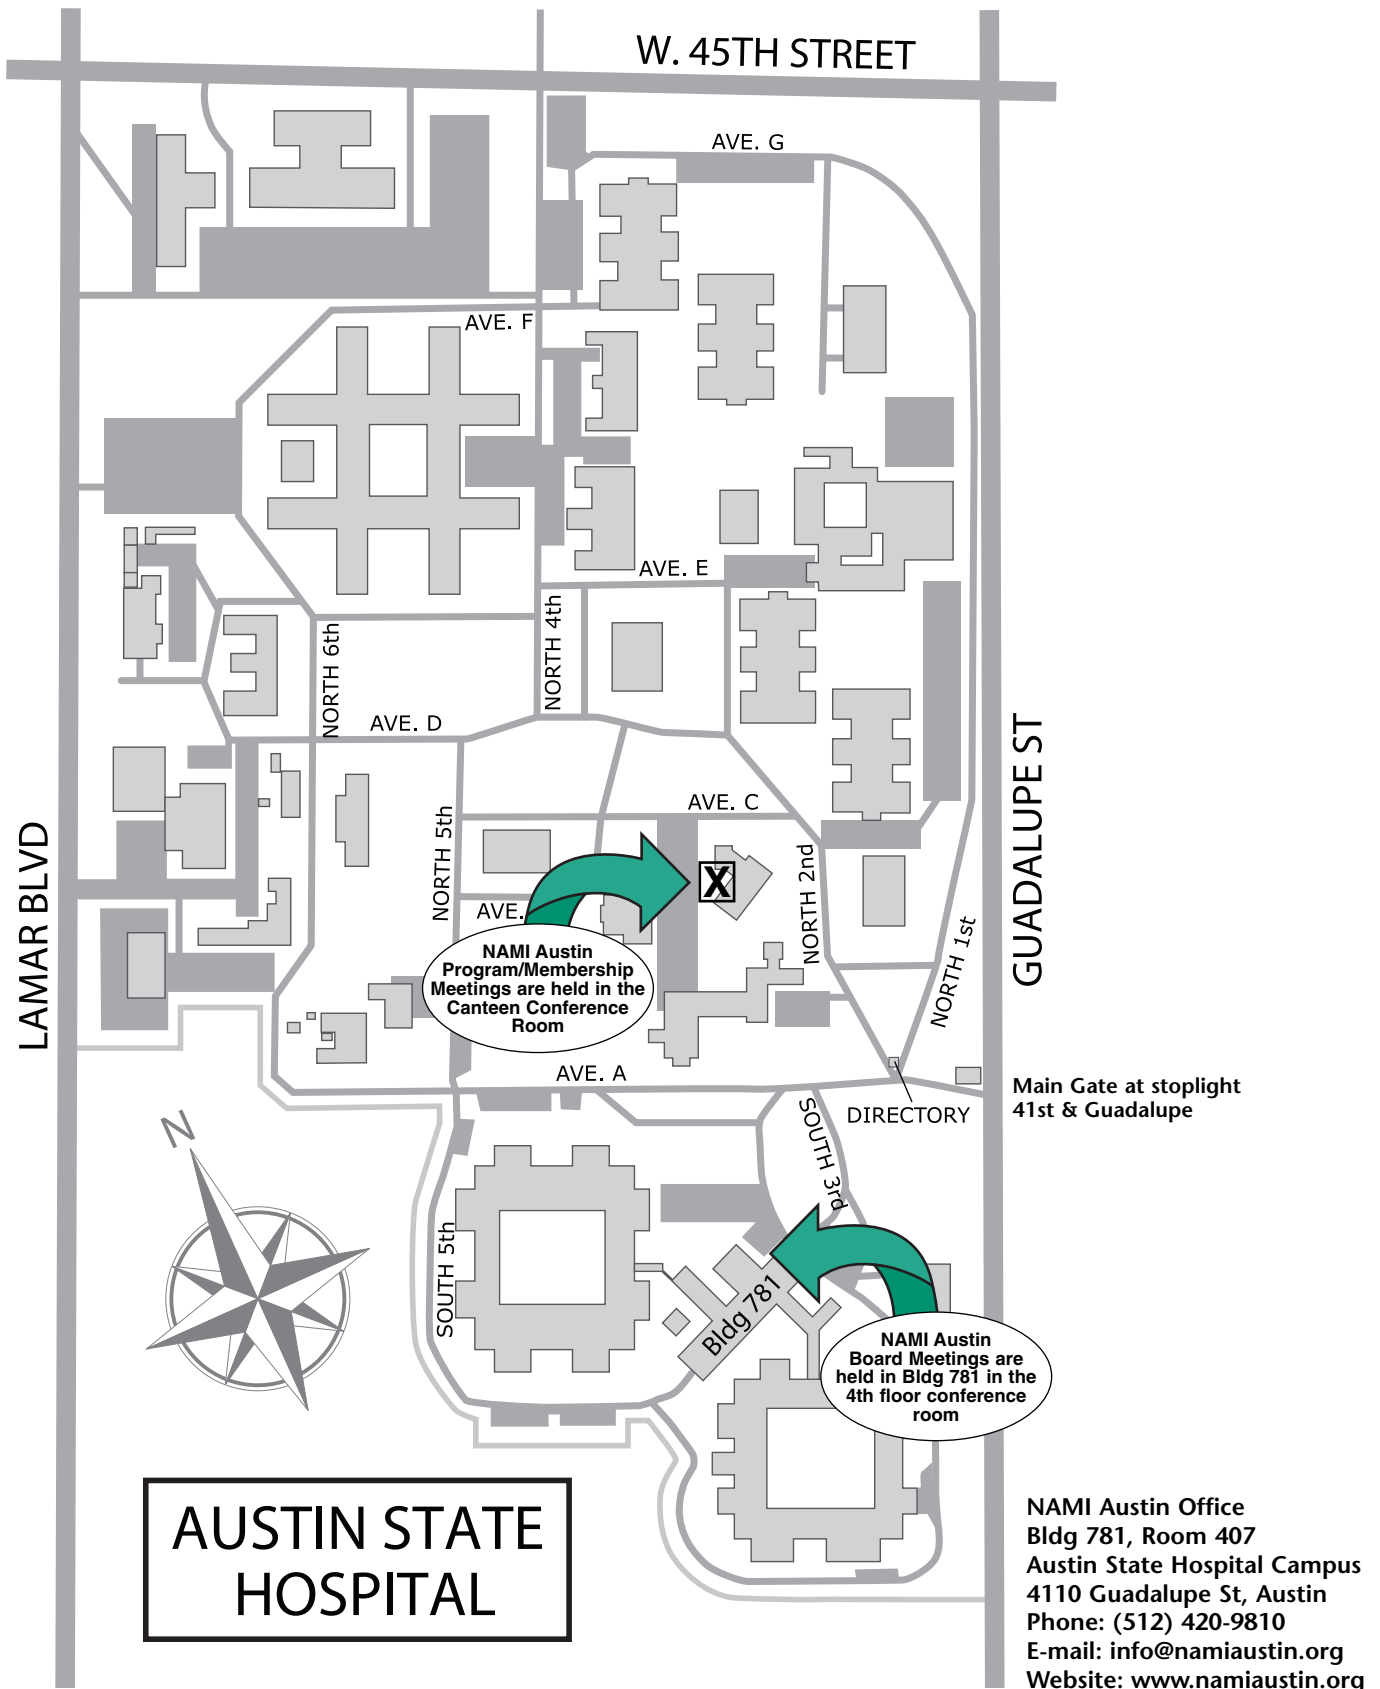 W. 45TH STREET
AVE. G
AVE. F
AVE. E
NORTH 4th
NORTH 6th
AVE. D
GUADALUPE ST
AVE. C
LAMAR BLVD
NORTH 5th
NORTH 2nd
X
AVE.
NORTH 1st
NAMI Austin
Program/Membership
Meetings are held in the
Canteen Conference
Room
AVE. A
Main Gate at stoplight
41st & Guadalupe
DIRECTORY
SOUTH 3rd
N
SOUTH 5th
Bldg 781
NAMI Austin
Board Meetings are
held in Bldg 781 in the
4th floor conference
room
AUSTIN STATE
HOSPITAL
NAMI Austin Office
Bldg 781, Room 407
Austin State Hospital Campus
4110 Guadalupe St, Austin
Phone: (512) 420-9810
E-mail: info@namiaustin.org
Website: www.namiaustin.org